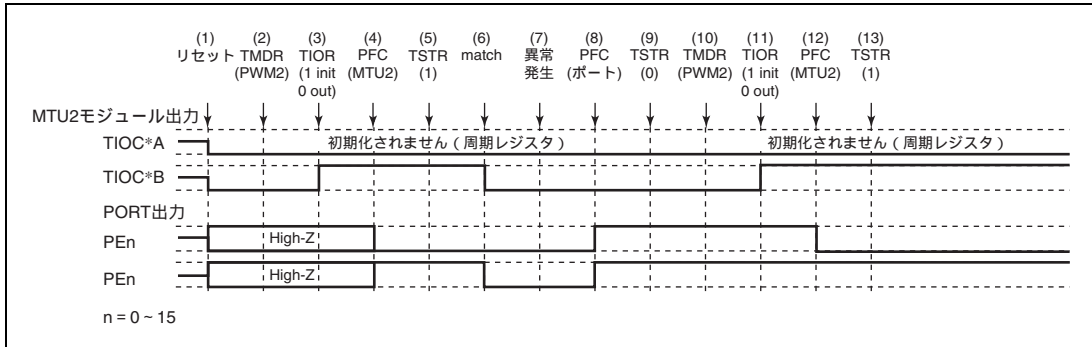 (1) (2) (3) (4) (5) (6) (7) (8) (9) (10) (11) (12) (13)
リセット TMDR TIOR PFC TSTR match 異常 PFC TSTR TMDR TIOR PFC TSTR
(PWM2) (1 init (MTU2) (1) 発生 (ポート) (0) (PWM2) (1 init (MTU2) (1)
0 out) 0 out)
MTU2モジュール出力
TIOC*A 初期化されません ( 周期レジスタ ) 初期化されません ( 周期レジスタ )
TIOC*B
PORT出力
PEn High-Z
PEn High-Z
n = 0 ~ 15